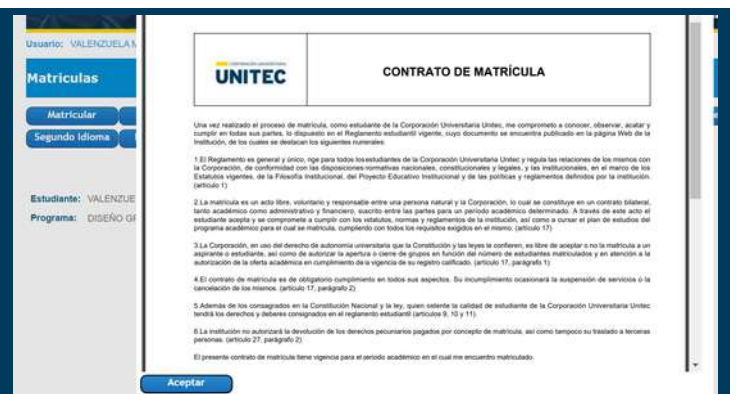 Usuario: VALENZUELA M
Matriculas
Matricular
Segundo Idioma
Estudiante: VALENZUE
Programa: DISEÑO GR
CORPORACIÓN UNIVERSITARIA
UNITEC
CONTRATO DE MATRÍCULA
Una vez realizado el proceso de matrícula, como estudiante de la Corporación Universitaria Unitec, me comprometo a conocer, observar, acatar y
cumplir en todas sus partes, lo dispuesto en el Reglamento estudiantil vigente, cuyo documento se encuentra publicado en la página Web de la
Institución, de los cuales se destacan los siguientes numerales:
1.El Reglamento es general y único, rige para todos los estudiantes de la Corporación Universitaria Unitec y regula las relaciones de los mismos con
la Corporación, de conformidad con las disposiciones normativas nacionales, constitucionales y legales, y las institucionales, en el marco de los
Estatutos vigentes, de la Filosofía Institucional, del Proyecto Educativo Institucional y de las políticas y reglamentos definidos por la institución.
(artículo 1)
2.La matrícula es un acto libre, voluntario y responsable entre una persona natural y la Corporación, lo cual se constituye en un contrato bilateral,
tanto académico como administrativo y financiero, suscrito entre las partes para un período académico determinado. A través de este acto el
estudiante acepta y se compromete a cumplir con los estatutos, normas y reglamentos de la institución, así como a cursar el plan de estudios del
programa académico para el cual se matricula, cumpliendo con todos los requisitos exigidos en el mismo. (artículo 17)
3.La Corporación, en uso del derecho de autonomía universitaria que la Constitución y las leyes le confieren, es libre de aceptar o no la matrícula a un
aspirante o estudiante, así como de autorizar la apertura o cierre de grupos en función del número de estudiantes matriculados y en atención a la
autorización de la oferta académica en cumplimiento de la vigencia de su registro calificado. (artículo 17, parágrafo 1)
4.El contrato de matrícula es de obligatorio cumplimiento en todos sus aspectos. Su incumplimiento ocasionará la suspensión de servicios o la
cancelación de los mismos. (artículo 17, parágrafo 2)
5.Además de los consagrados en la Constitución Nacional y la ley, quien ostente la calidad de estudiante de la Corporación Universitaria Unitec
tendrá los derechos y deberes consignados en el reglamento estudiantil (artículos 9, 10 y 11).
6.La institución no autorizará la devolución de los derechos pecuniarios pagados por concepto de matrícula, así como tampoco su traslado a terceras
personas. (artículo 27, parágrafo 2)
El presente contrato de matrícula tiene vigencia para el periodo académico en el cual me encuentro matriculado.
Aceptar